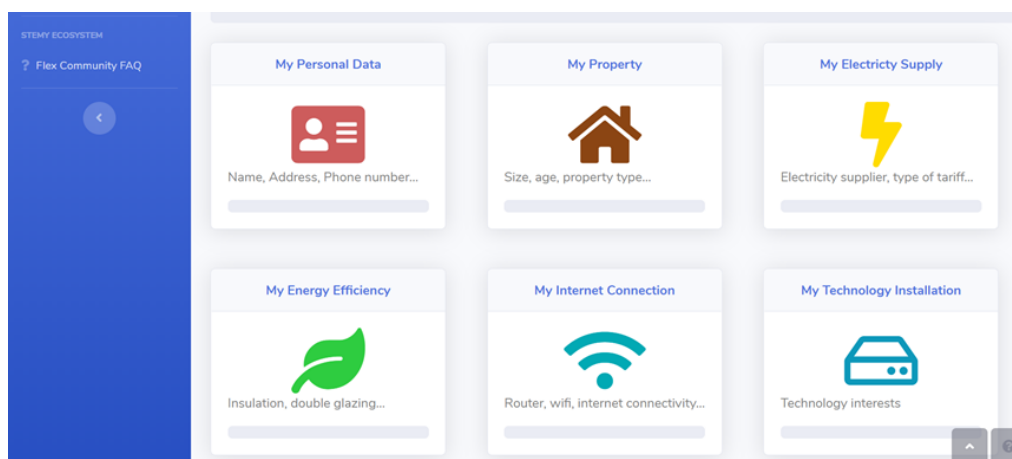 STEMY ECOSYSTEM
? Flex Community FAQ
My Personal Data
Name, Address, Phone number...
My Property
Size, age, property type...
My Electricty Supply
Electricity supplier, type of tariff...
My Energy Efficiency
Insulation, double glazing...
My Internet Connection
Router, wifi, internet connectivity...
My Technology Installation
Technology interests